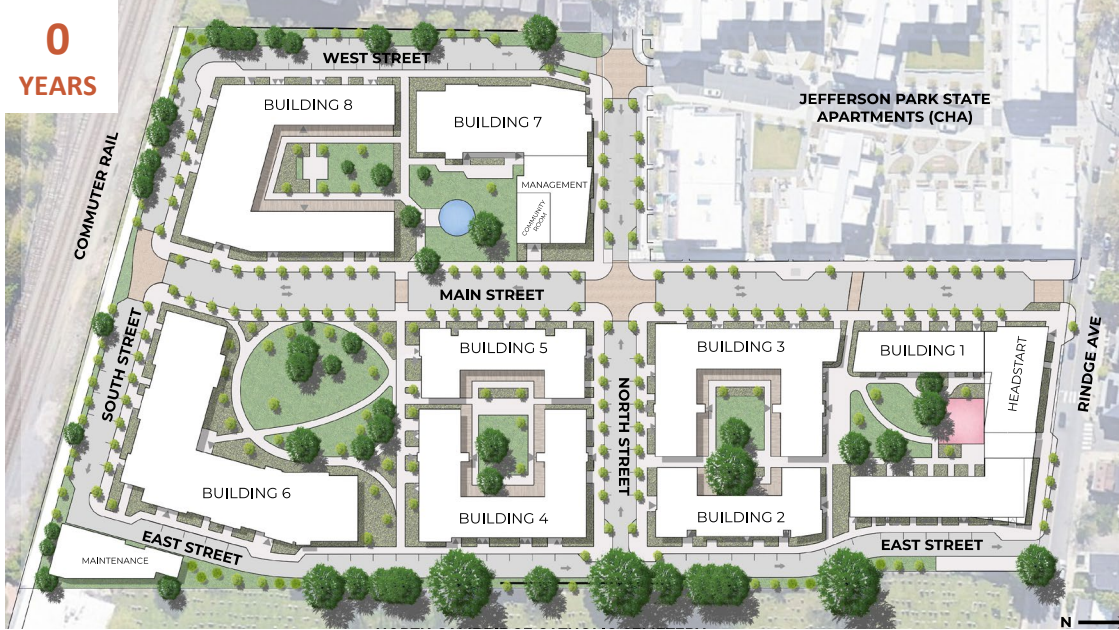 0
YEARS
WEST STREET
BUILDING 8
BUILDING 7
JEFFERSON PARK STATE
APARTMENTS (CHA)
COMMUTER RAIL
MANAGEMENT
COMMUNITY
ROOM
MAIN STREET
SOUTH STREET
BUILDING 5
BUILDING 3
BUILDING 1
HEADSTART
RINDGE AVE
NORTH STREET
BUILDING 6
BUILDING 4
BUILDING 2
EAST STREET
EAST STREET
MAINTENANCE
N